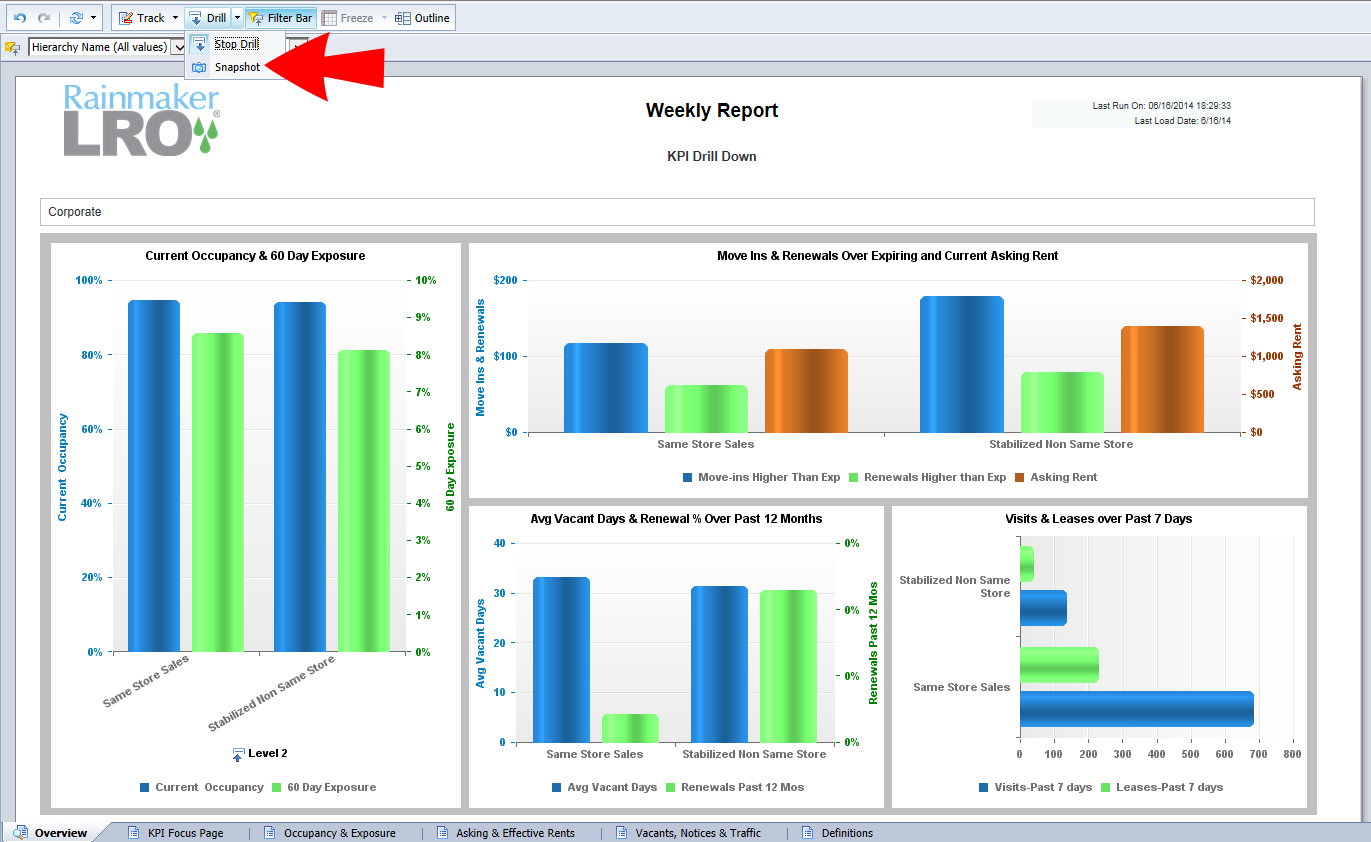 Track Drill Filter Bar Freeze Outline
Hierarchy Name (All values)
Stop Drill
Snapshot
Rainmaker
LRO®
Weekly Report
KPI Drill Down
Last Run On: 06/16/2014 18:29:33
Last Load Date: 6/16/14
Corporate
Current Occupancy & 60 Day Exposure
100%
80%
60%
40%
20%
0%
Current Occupancy
10%
9%
8%
7%
6%
5%
4%
3%
2%
1%
0%
60 Day Exposure
Same Store Sales
Stabilized Non Same Store
Level 2
Current Occupancy 60 Day Exposure
Move Ins & Renewals Over Expiring and Current Asking Rent
$200
$100
$0
Move Ins & Renewals
$2,000
$1,500
$1,000
$500
$0
Asking Rent
Same Store Sales Stabilized Non Same Store
Move-ins Higher Than Exp Renewals Higher than Exp Asking Rent
Avg Vacant Days & Renewal % Over Past 12 Months
40
30
20
10
0
Avg Vacant Days
0%
0%
0%
0%
Renewals Past 12 Mos
Same Store Sales Stabilized Non Same Store
Avg Vacant Days Renewals Past 12 Mos
Visits & Leases over Past 7 Days
Stabilized Non Same
Store
Same Store Sales
0 100 200 300 400 500 600 700 800
Visits-Past 7 days Leases-Past 7 days
Overview KPI Focus Page Occupancy & Exposure Asking & Effective Rents Vacants, Notices & Traffic Definitions